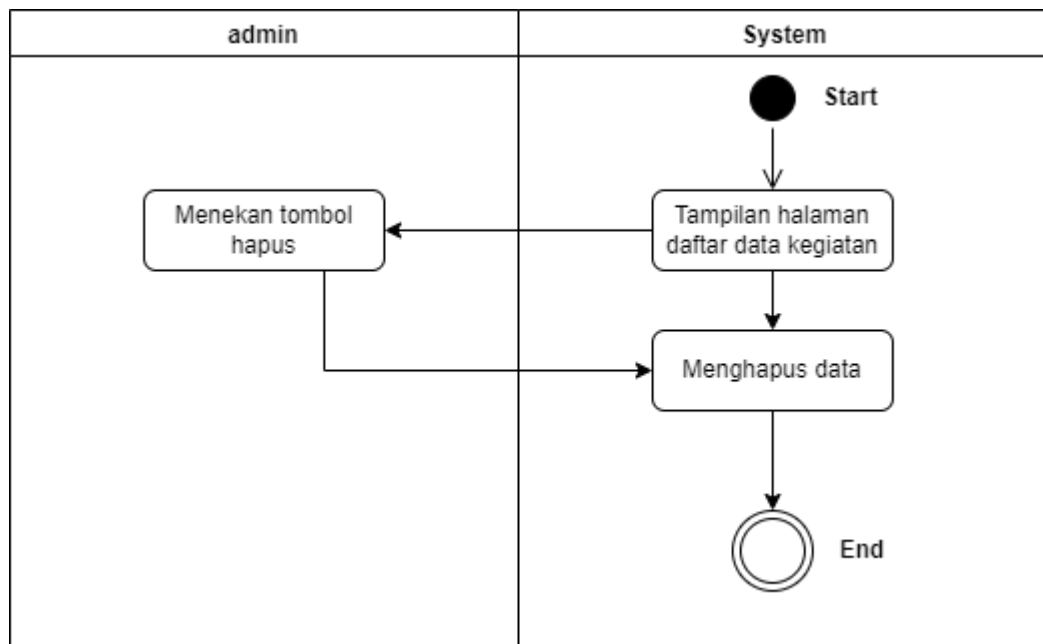 admin
System
Start
Menekan tombol
hapus
Tampilan halaman
daftar data kegiatan
Menghapus data
End